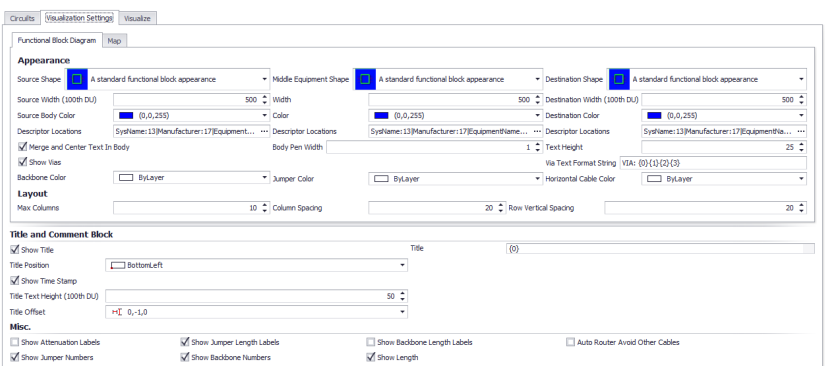 Circuits Visualization Settings Visualize
Functional Block Diagram Map
Appearance
Source Shape A standard functional block appearance Middle Equipment Shape A standard functional block appearance Destination Shape A standard functional block appearance
Source Width (100th DU) 500 Width 500 Destination Width (100th DU) 500
Source Body Color (0,0,255) Color (0,0,255) Destination Color (0,0,255)
Descriptor Locations SysName:13|Manufacturer:17|Equipment... ... Descriptor Locations SysName:13|Manufacturer:17|EquipmentName... ... Descriptor Locations SysName:13|Manufacturer:17|EquipmentNa... ...
Merge and Center Text In Body Body Pen Width 1 Text Height 25
Show Vias Via Text Format String VIA: {0}{1}{2}{3}
Backbone Color ByLayer Jumper Color ByLayer Horizontal Cable Color ByLayer
Layout
Max Columns 10 Column Spacing 20 Row Vertical Spacing 20
Title and Comment Block
Show Title Title {0}
Title Position BottomLeft
Show Time Stamp
Title Text Height (100th DU) 50
Title Offset 0,-1,0
Misc.
Show Attenuation Labels Show Jumper Length Labels Show Backbone Length Labels Auto Router Avoid Other Cables
Show Jumper Numbers Show Backbone Numbers Show Length